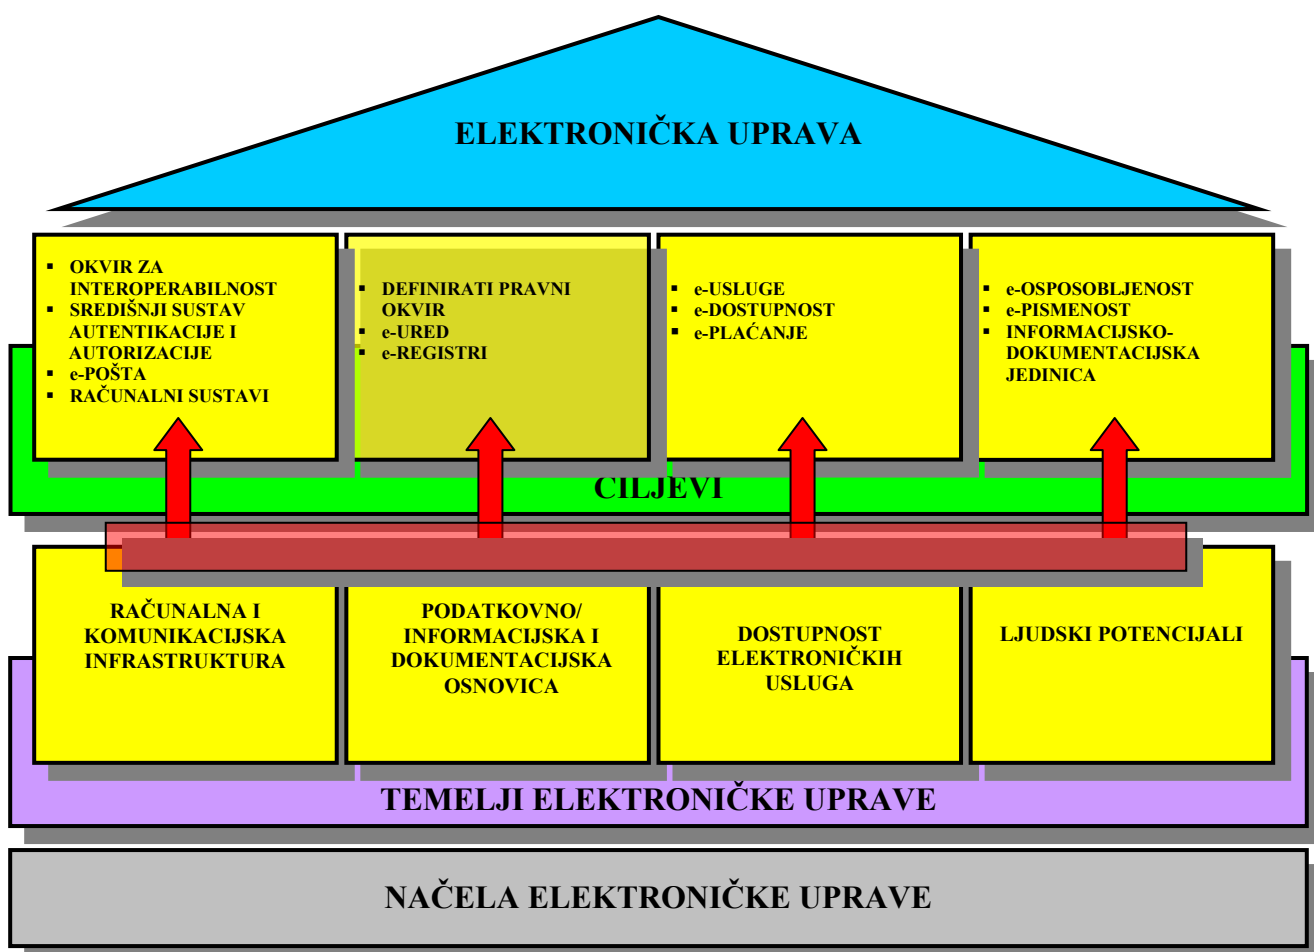 ELEKTRONIČKA UPRAVA
▪ OKVIR ZA
INTEROPERABILNOST
▪ SREDIŠNJI SUSTAV
AUTENTIKACIJE I
AUTORIZACIJE
▪ e-POŠTA
▪ RAČUNALNI SUSTAVI
▪ DEFINIRATI PRAVNI
OKVIR
▪ e-URED
▪ e-REGISTRI
▪ e-USLUGE
▪ e-DOSTUPNOST
▪ e-PLAĆANJE
▪ e-OSPOSOBLJENOST
▪ e-PISMENOST
▪ INFORMACIJSKO-
DOKUMENTACIJSKA
JEDINICA
CILJEVI
RAČUNALNA I
KOMUNIKACIJSKA
INFRASTRUKTURA
PODATKOVNO/
INFORMACIJSKA I
DOKUMENTACIJSKA
OSNOVICA
DOSTUPNOST
ELEKTRONIČKIH
USLUGA
LJUDSKI POTENCIJALI
TEMELJI ELEKTRONIČKE UPRAVE
NAČELA ELEKTRONIČKE UPRAVE